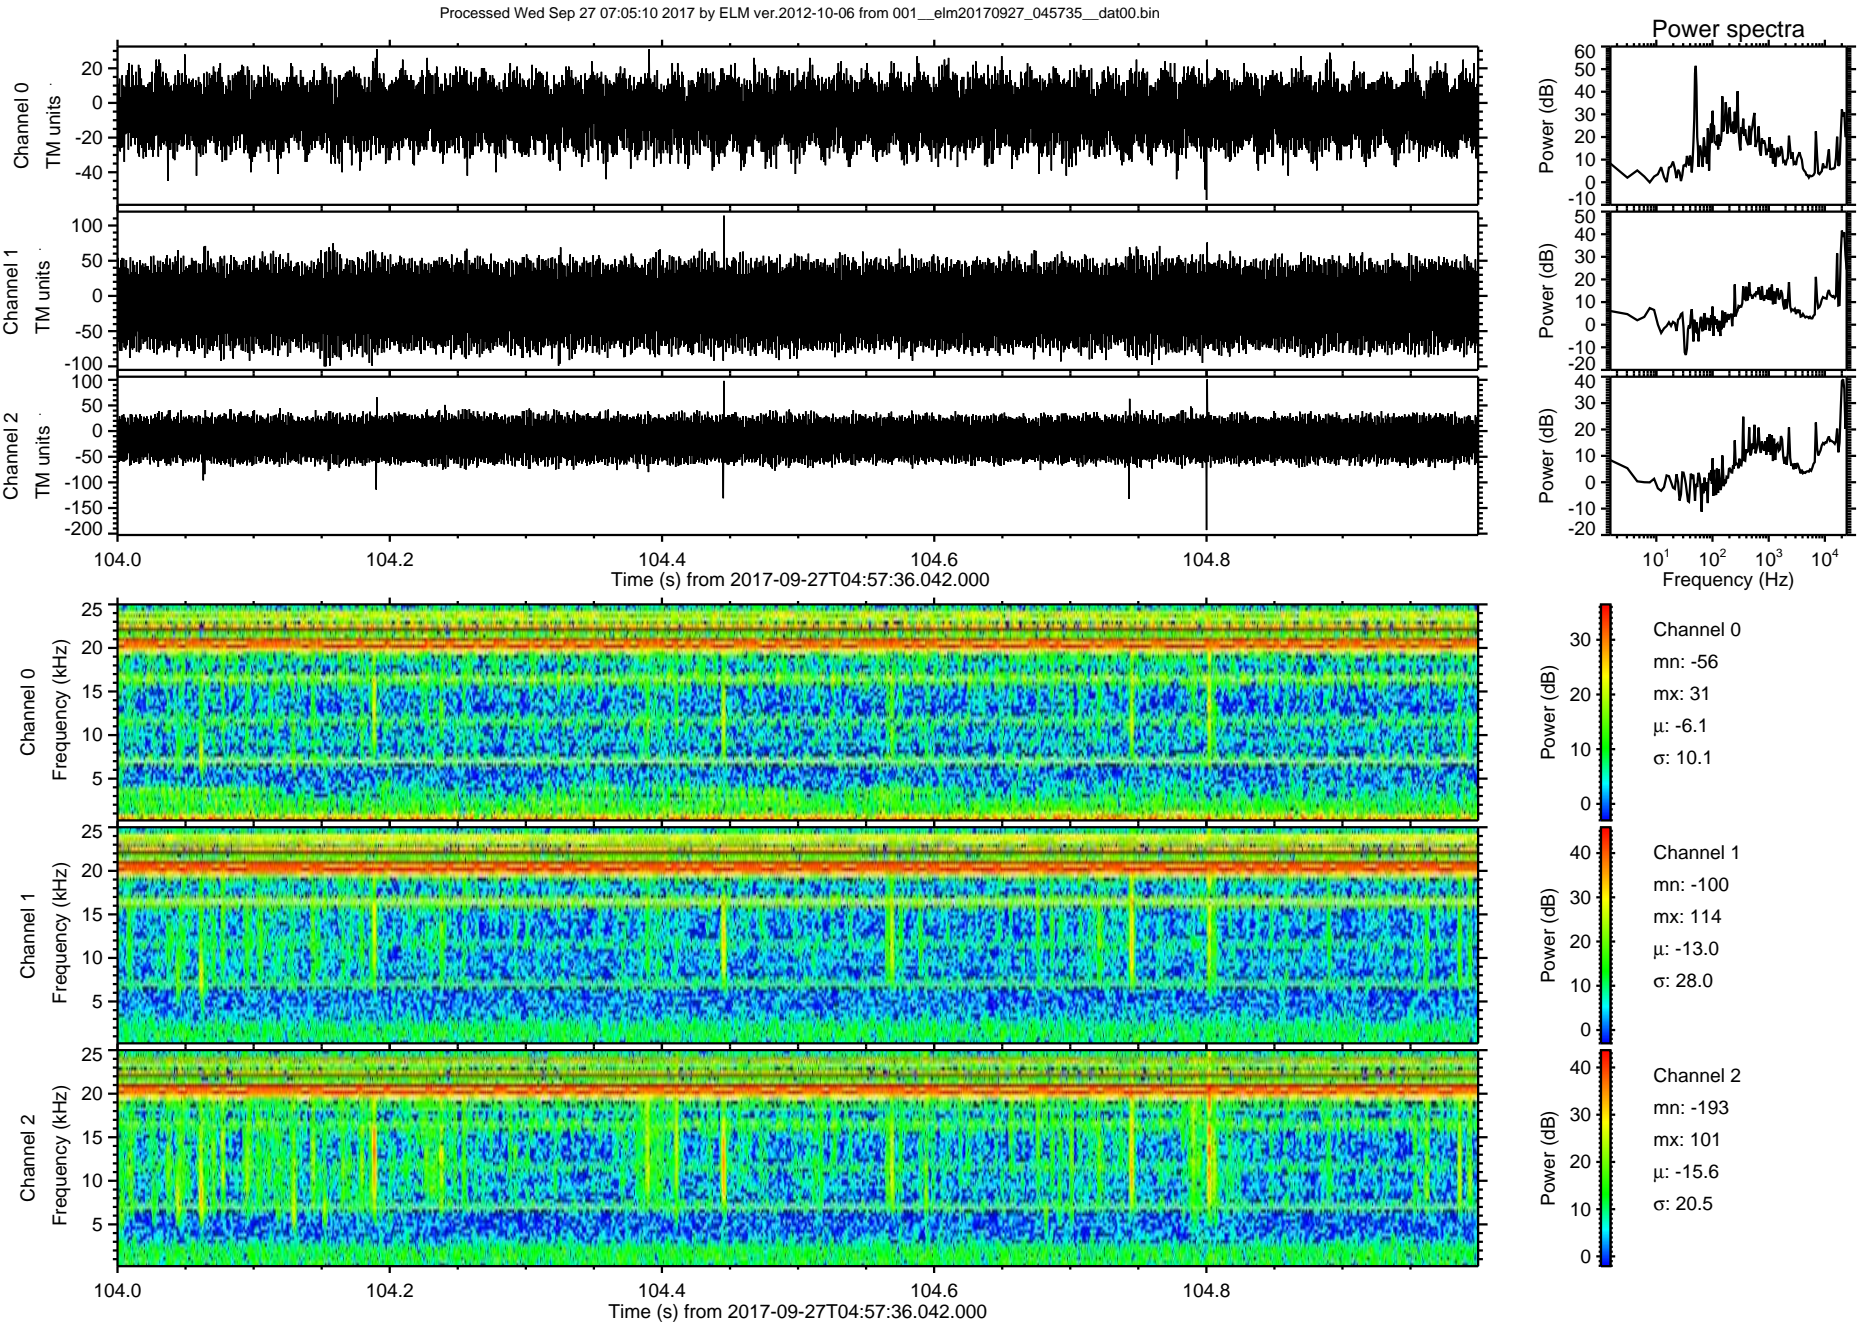 Processed Wed Sep 27 07:05:10 2017 by ELM ver.2012-10-06 from 001__elm20170927_045735__dat00.bin
Power spectra
Channel 0
TM units
20
0
-20
-40
Power (dB)
60
50
40
30
20
10
0
-10
Channel 1
TM units
100
50
0
-50
-100
Power (dB)
50
40
30
20
10
0
-10
-20
Channel 2
TM units
100
50
0
-50
-100
-150
-200
Power (dB)
40
30
20
10
0
-10
-20
104.0 104.2 104.4 104.6 104.8
Time (s) from 2017-09-27T04:57:36.042.000
10^1 10^2 10^3 10^4
Frequency (Hz)
Channel 0
Frequency (kHz)
25
20
15
10
5
Power (dB)
30
20
10
0
Channel 0
mn: -56
mx: 31
μ: -6.1
σ: 10.1
Channel 1
Frequency (kHz)
25
20
15
10
5
Power (dB)
40
30
20
10
0
Channel 1
mn: -100
mx: 114
μ: -13.0
σ: 28.0
Channel 2
Frequency (kHz)
25
20
15
10
5
Power (dB)
40
30
20
10
0
Channel 2
mn: -193
mx: 101
μ: -15.6
σ: 20.5
104.0 104.2 104.4 104.6 104.8
Time (s) from 2017-09-27T04:57:36.042.000